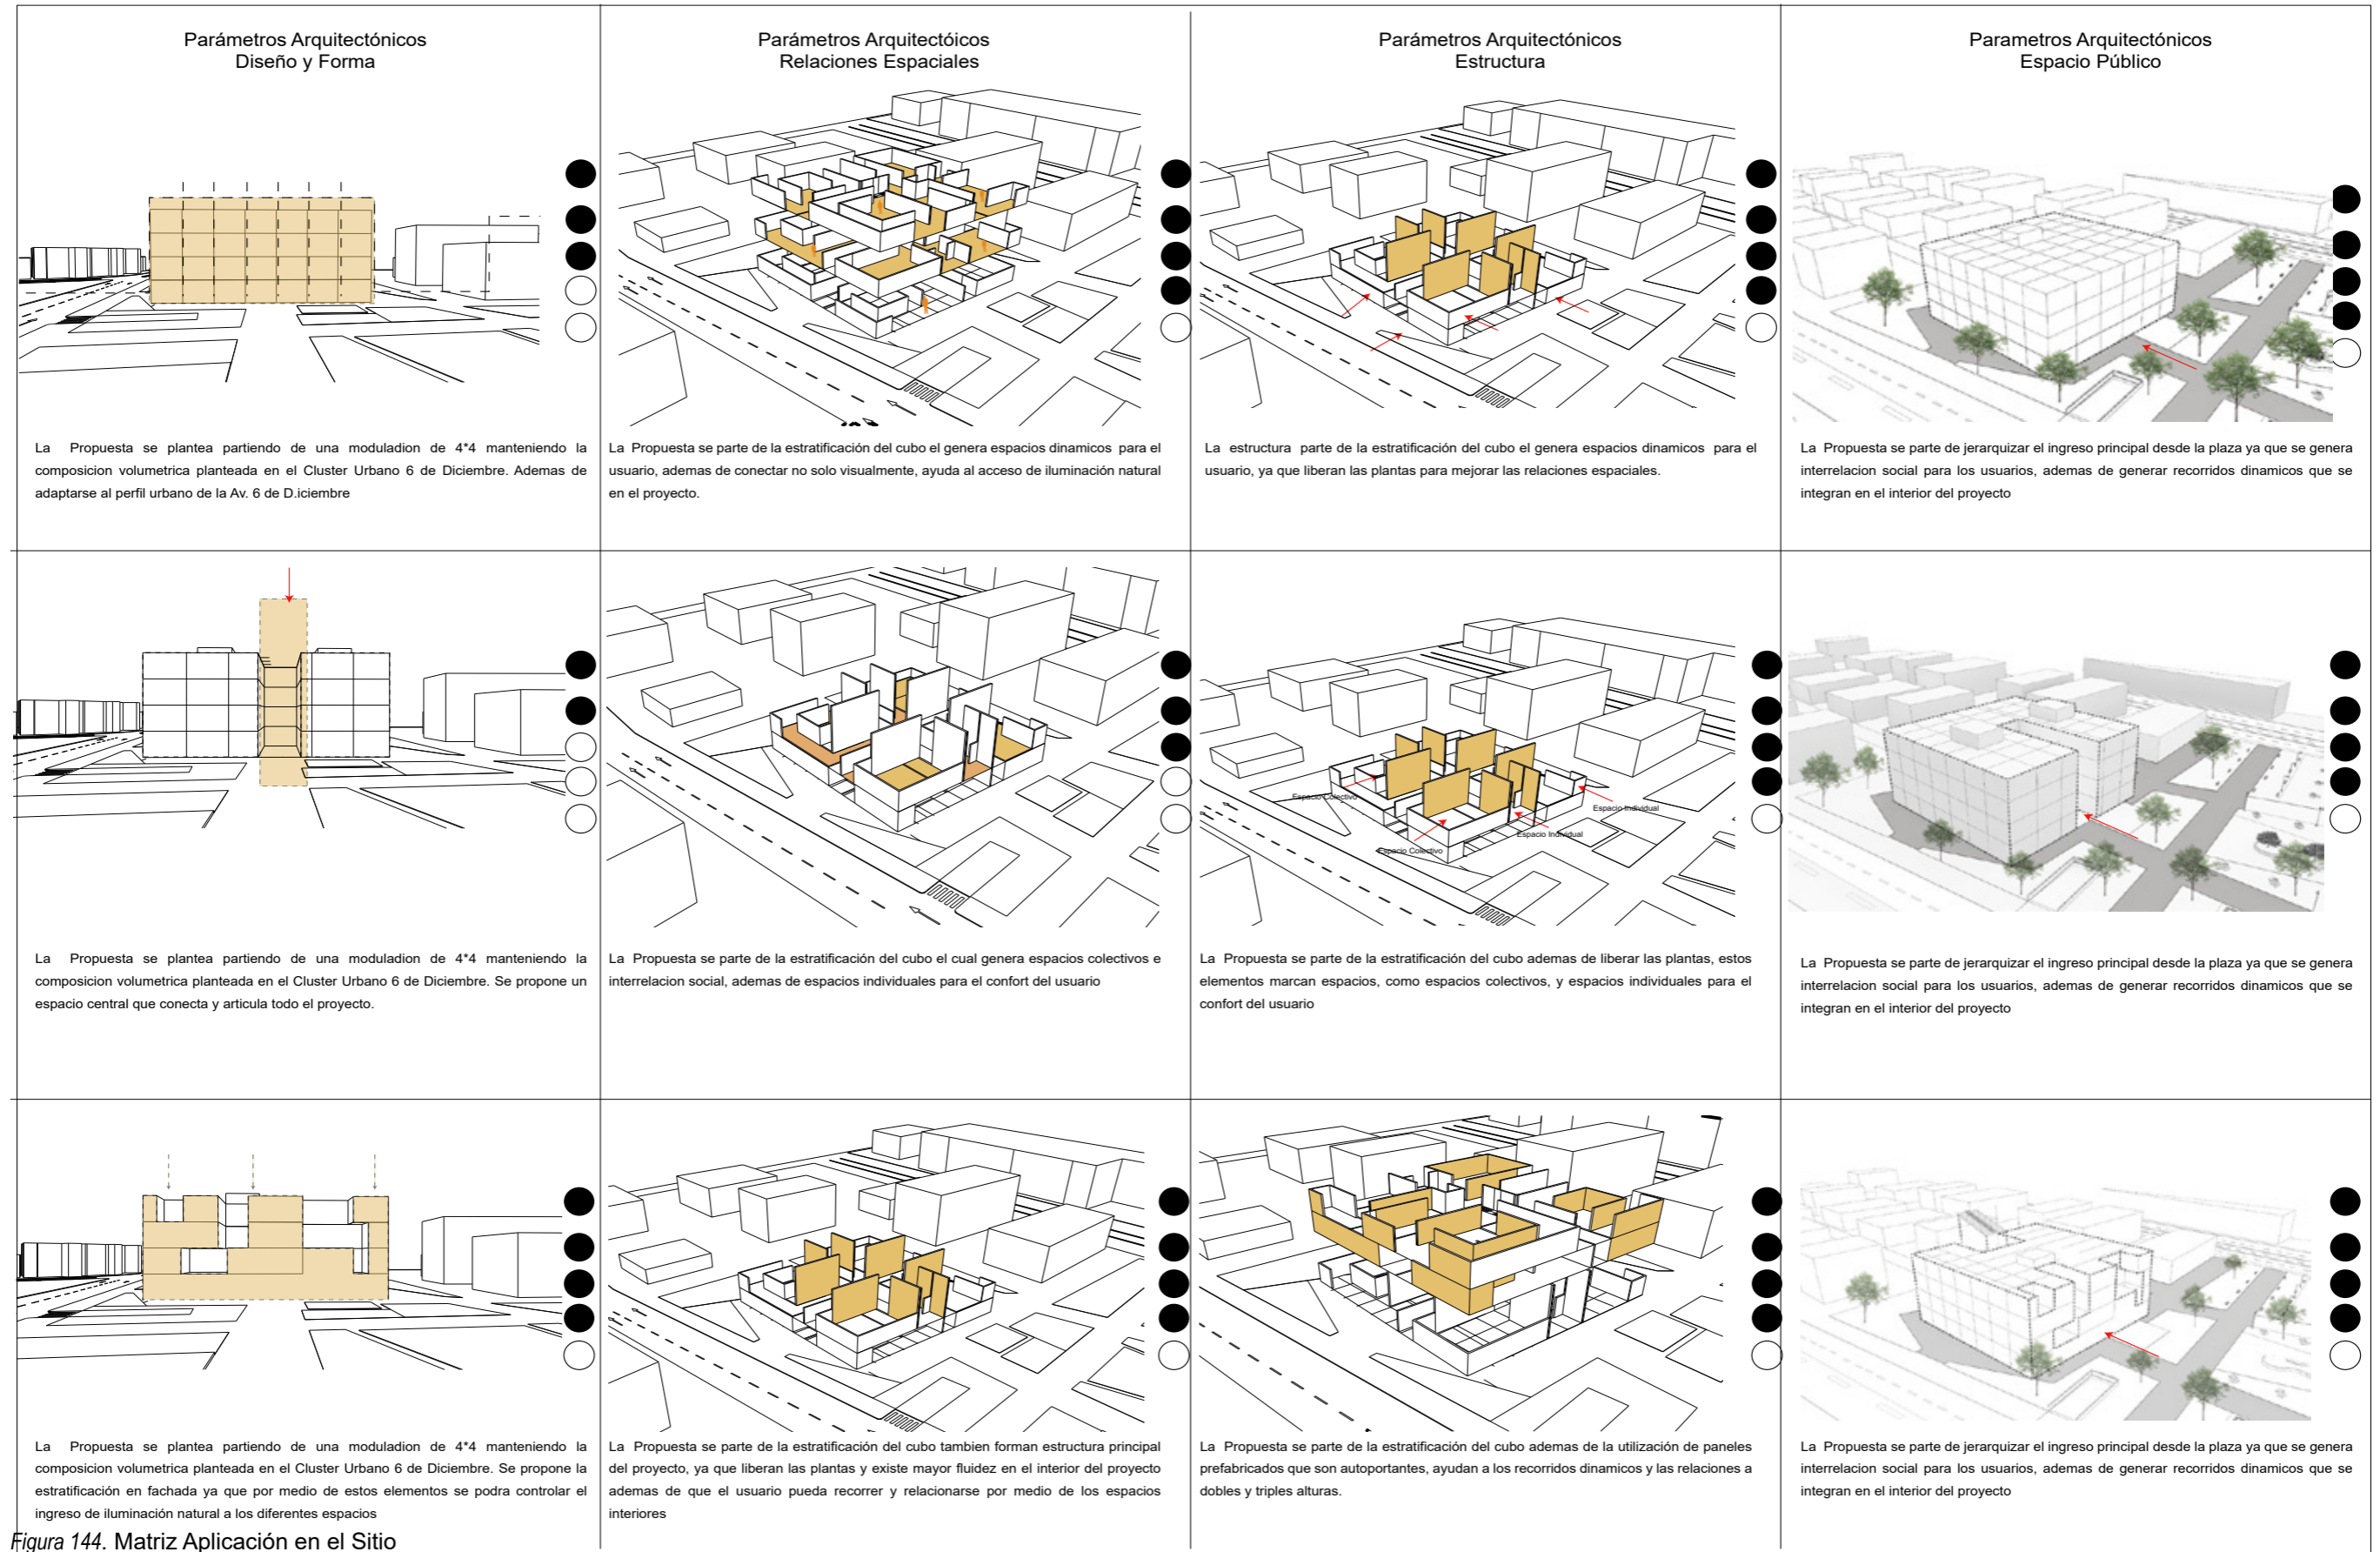 Parámetros Arquitectónicos
Diseño y Forma
Parámetros Arquitectóicos
Relaciones Espaciales
Parámetros Arquitectónicos
Estructura
Parametros Arquitectónicos
Espacio Público
La Propuesta se plantea partiendo de una moduladion de 4*4 manteniendo la
composicion volumetrica planteada en el Cluster Urbano 6 de Diciembre. Ademas de
adaptarse al perfil urbano de la Av. 6 de D.iciembre
La Propuesta se parte de la estratificación del cubo el genera espacios dinamicos para el
usuario, ademas de conectar no solo visualmente, ayuda al acceso de iluminación natural
en el proyecto.
La estructura parte de la estratificación del cubo el genera espacios dinamicos para el
usuario, ya que liberan las plantas para mejorar las relaciones espaciales.
La Propuesta se parte de jerarquizar el ingreso principal desde la plaza ya que se genera
interrelacion social para los usuarios, ademas de generar recorridos dinamicos que se
integran en el interior del proyecto
Espacio Colectivo
Espacio Individual
Espacio Individual
Espacio Colectivo
La Propuesta se plantea partiendo de una moduladion de 4*4 manteniendo la
composicion volumetrica planteada en el Cluster Urbano 6 de Diciembre. Se propone un
espacio central que conecta y articula todo el proyecto.
La Propuesta se parte de la estratificación del cubo el cual genera espacios colectivos e
interrelacion social, ademas de espacios individuales para el confort del usuario
La Propuesta se parte de la estratificación del cubo ademas de liberar las plantas, estos
elementos marcan espacios, como espacios colectivos, y espacios individuales para el
confort del usuario
La Propuesta se parte de jerarquizar el ingreso principal desde la plaza ya que se genera
interrelacion social para los usuarios, ademas de generar recorridos dinamicos que se
integran en el interior del proyecto
La Propuesta se plantea partiendo de una moduladion de 4*4 manteniendo la
composicion volumetrica planteada en el Cluster Urbano 6 de Diciembre. Se propone la
estratificación en fachada ya que por medio de estos elementos se podra controlar el
ingreso de iluminación natural a los diferentes espacios
La Propuesta se parte de la estratificación del cubo tambien forman estructura principal
del proyecto, ya que liberan las plantas y existe mayor fluidez en el interior del proyecto
ademas de que el usuario pueda recorrer y relacionarse por medio de los espacios
interiores
La Propuesta se parte de la estratificación del cubo ademas de la utilización de paneles
prefabricados que son autoportantes, ayudan a los recorridos dinamicos y las relaciones a
dobles y triples alturas.
La Propuesta se parte de jerarquizar el ingreso principal desde la plaza ya que se genera
interrelacion social para los usuarios, ademas de generar recorridos dinamicos que se
integran en el interior del proyecto
Figura 144. Matriz Aplicación en el Sitio